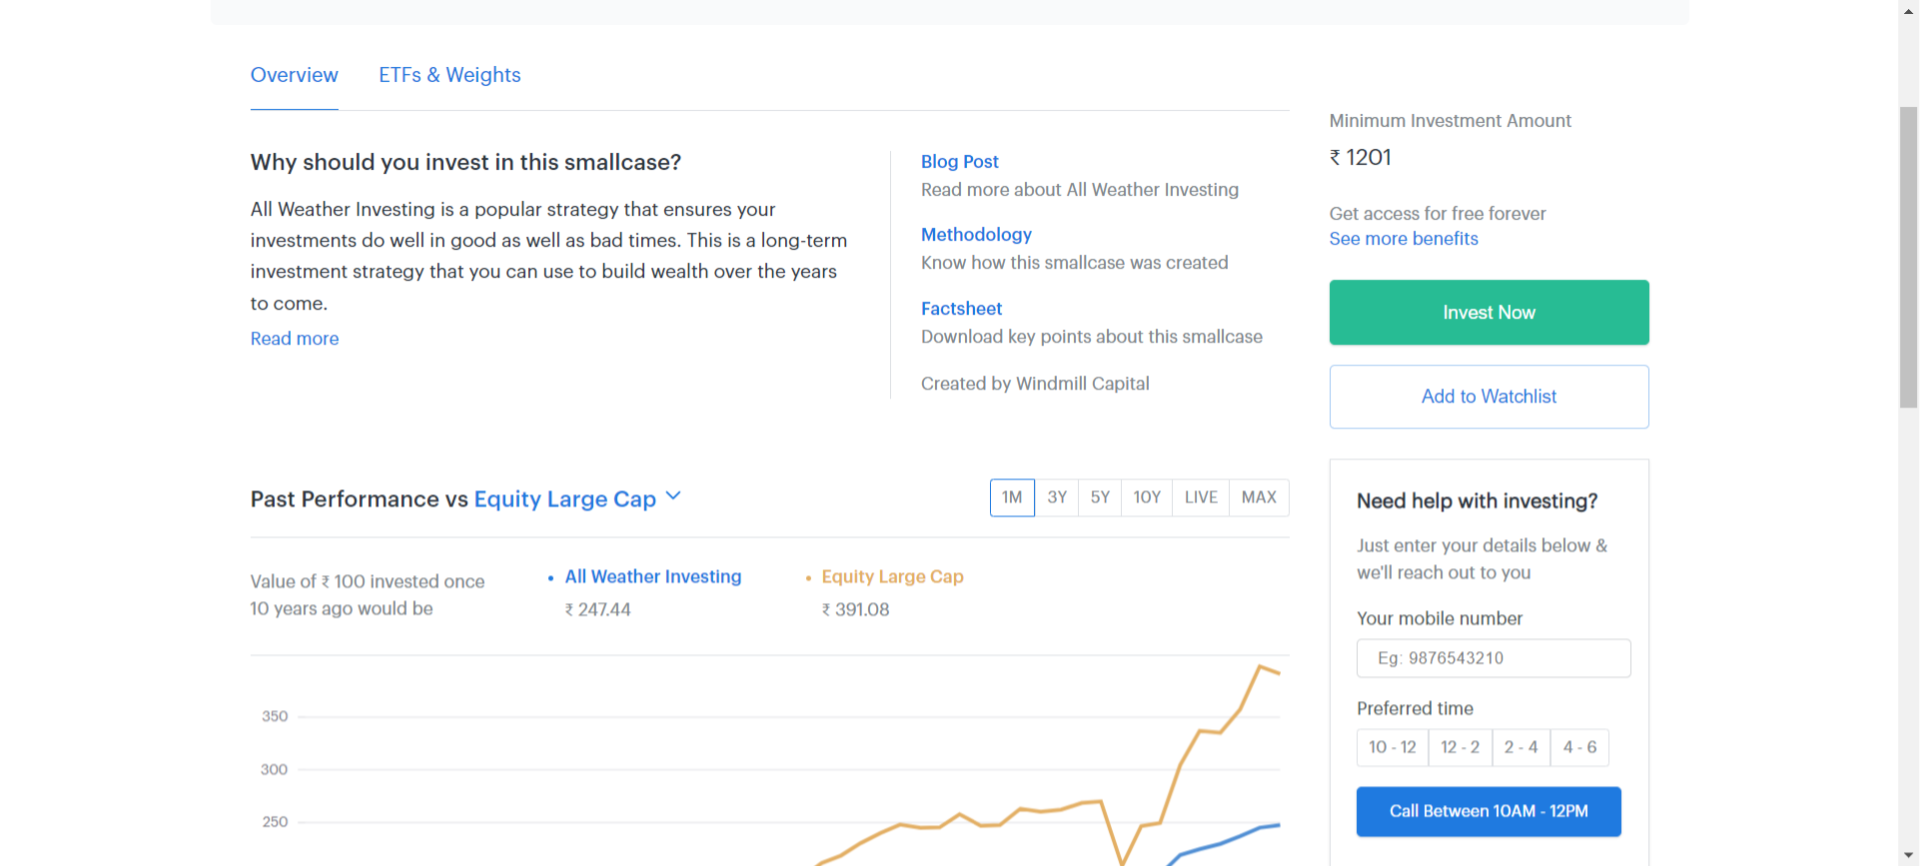 Overview
ETFs & Weights
Why should you invest in this smallcase?
All Weather Investing is a popular strategy that ensures your
investments do well in good as well as bad times. This is a long-term
investment strategy that you can use to build wealth over the years
to come.
Read more
Blog Post
Read more about All Weather Investing
Methodology
Know how this smallcase was created
Factsheet
Download key points about this smallcase
Created by Windmill Capital
Minimum Investment Amount
₹ 1201
Get access for free forever
See more benefits
Invest Now
Add to Watchlist
Past Performance vs Equity Large Cap
1M 3Y 5Y 10Y LIVE MAX
Value of ₹ 100 invested once
10 years ago would be
• All Weather Investing
₹ 247.44
• Equity Large Cap
₹ 391.08
350
300
250
Need help with investing?
Just enter your details below &
we'll reach out to you
Your mobile number
Eg: 9876543210
Preferred time
10 - 12 12 - 2 2 - 4 4 - 6
Call Between 10AM - 12PM